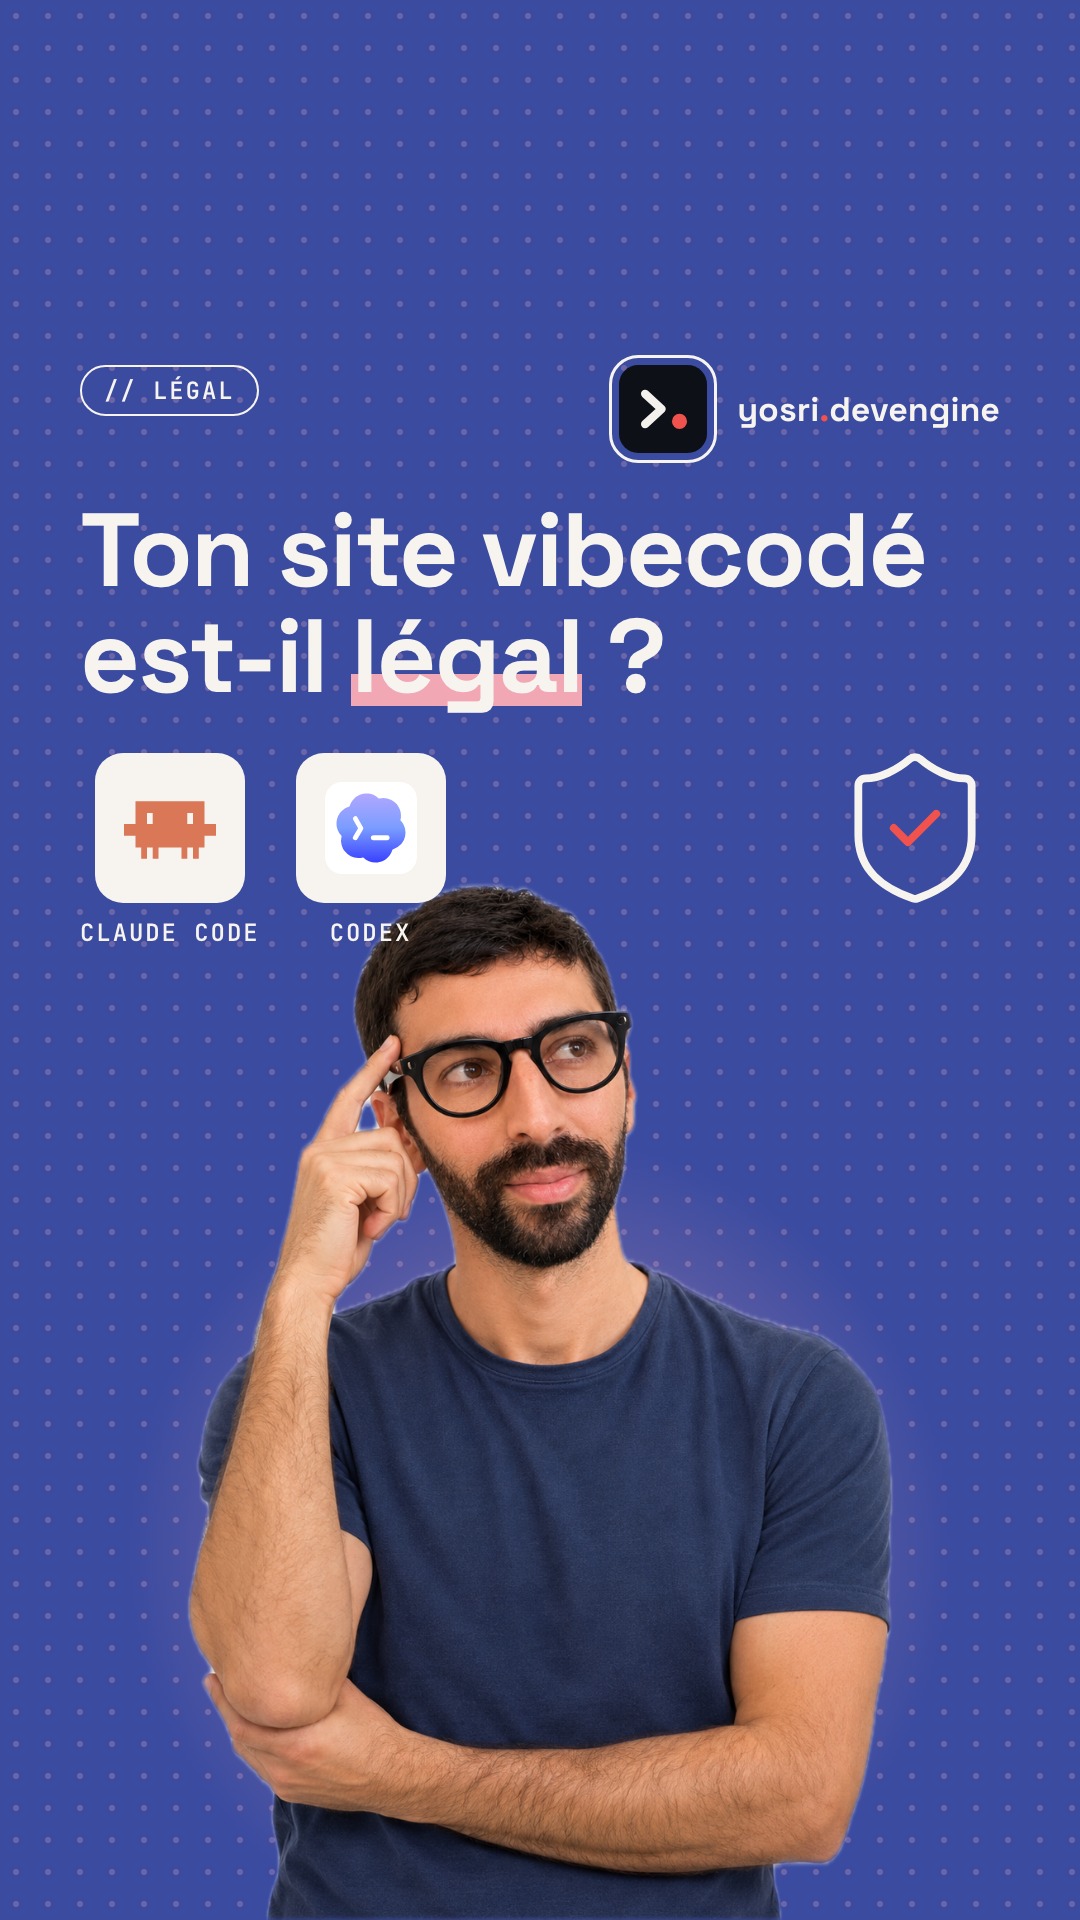 // LÉGAL
yosri.devengine
Ton site vibecodé
est-il légal ?
CLAUDE CODE
CODEX